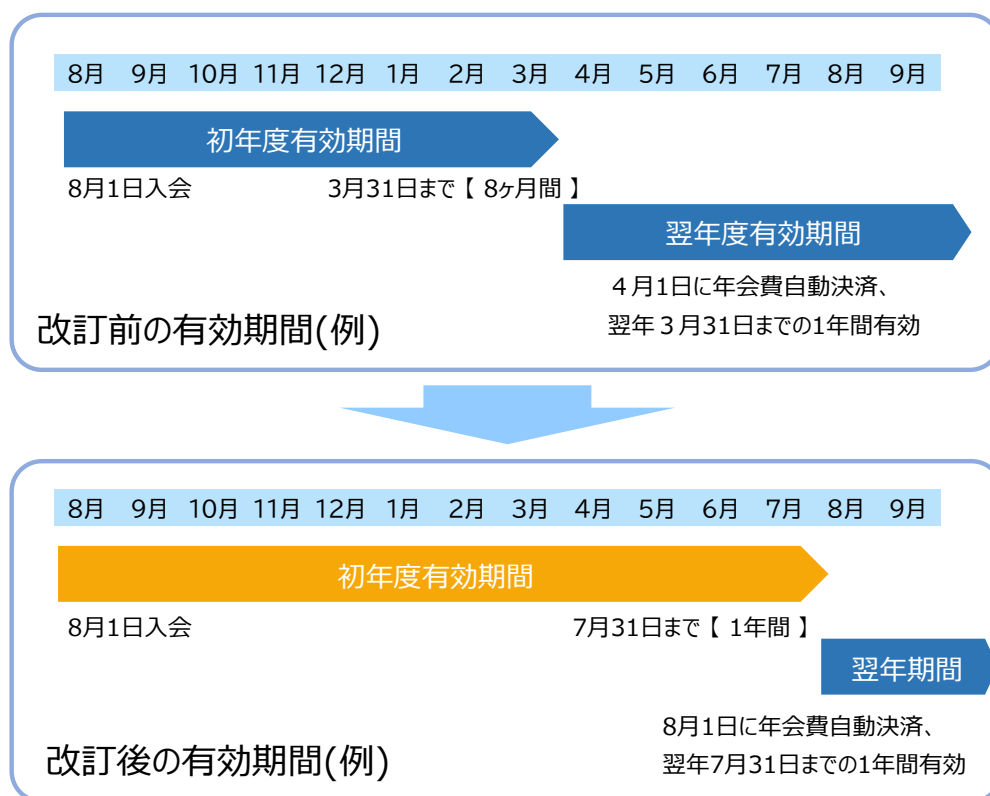 8月 9月 10月 11月 12月 1月 2月 3月 4月 5月 6月 7月 8月 9月
初年度有効期間
8月1日入会 3月31日まで【 8ヶ月間 】
翌年度有効期間
４月1日に年会費自動決済、
翌年３月31日までの1年間有効
改訂前の有効期間(例)
8月 9月 10月 11月 12月 1月 2月 3月 4月 5月 6月 7月 8月 9月
初年度有効期間
8月1日入会 7月31日まで【 1年間 】
翌年期間
8月1日に年会費自動決済、
翌年7月31日までの1年間有効
改訂後の有効期間(例)